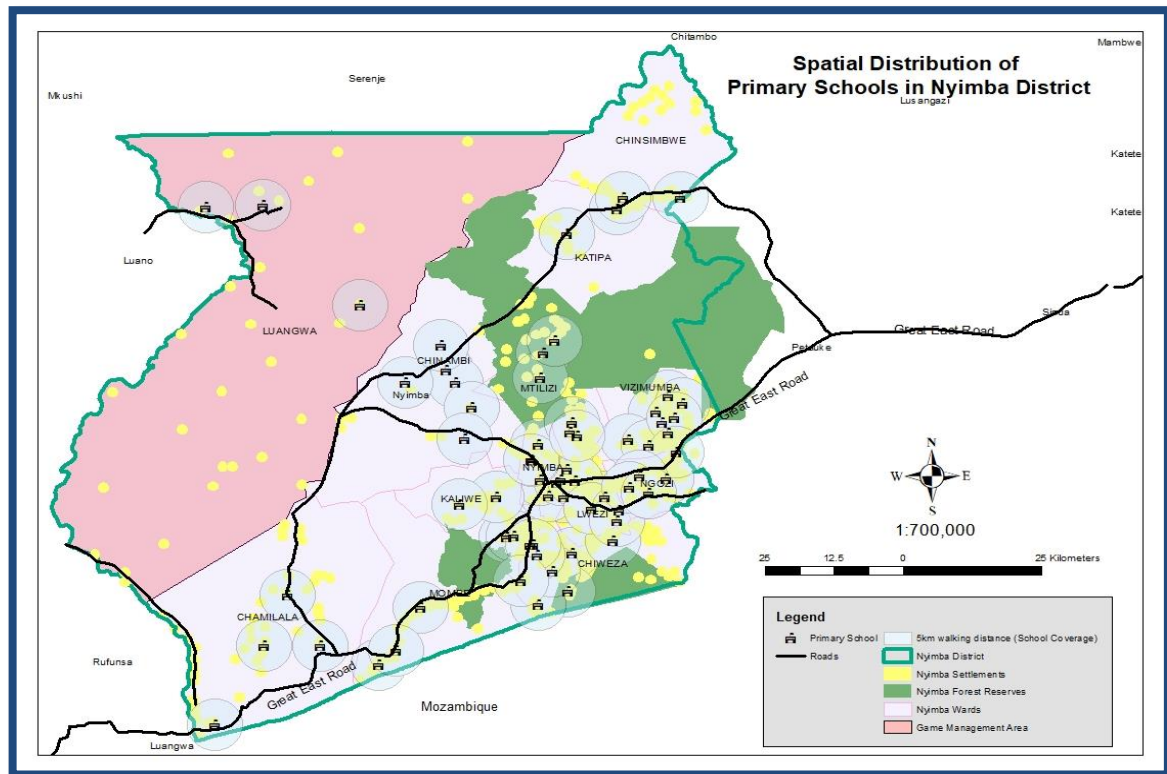 Chitambo
Mambwe
Spatial Distribution of
Primary Schools in Nyimba District
Serenje
Mkushi
Lusangazi
CHINSIMBWE
Katete
Katete
KATIPA
Luano
LUANGWA
Great East Road
Sinda
Petauke
CHINAMBI
MTILIZI
VIZIMUMBA
Nyimba
Great East Road
N
W
E
S
NYIMBA
NGOZI
KALIWE
LWEZI
1:700,000
25
12.5
0
25 Kilometers
CHIWEZA
CHAMILALA
Legend
Primary School
5km walking distance (School Coverage)
Roads
Nyimba District
Nyimba Settlements
Nyimba Forest Reserves
Nyimba Wards
Game Management Area
Rufunsa
Great East Road
Mozambique
Luangwa